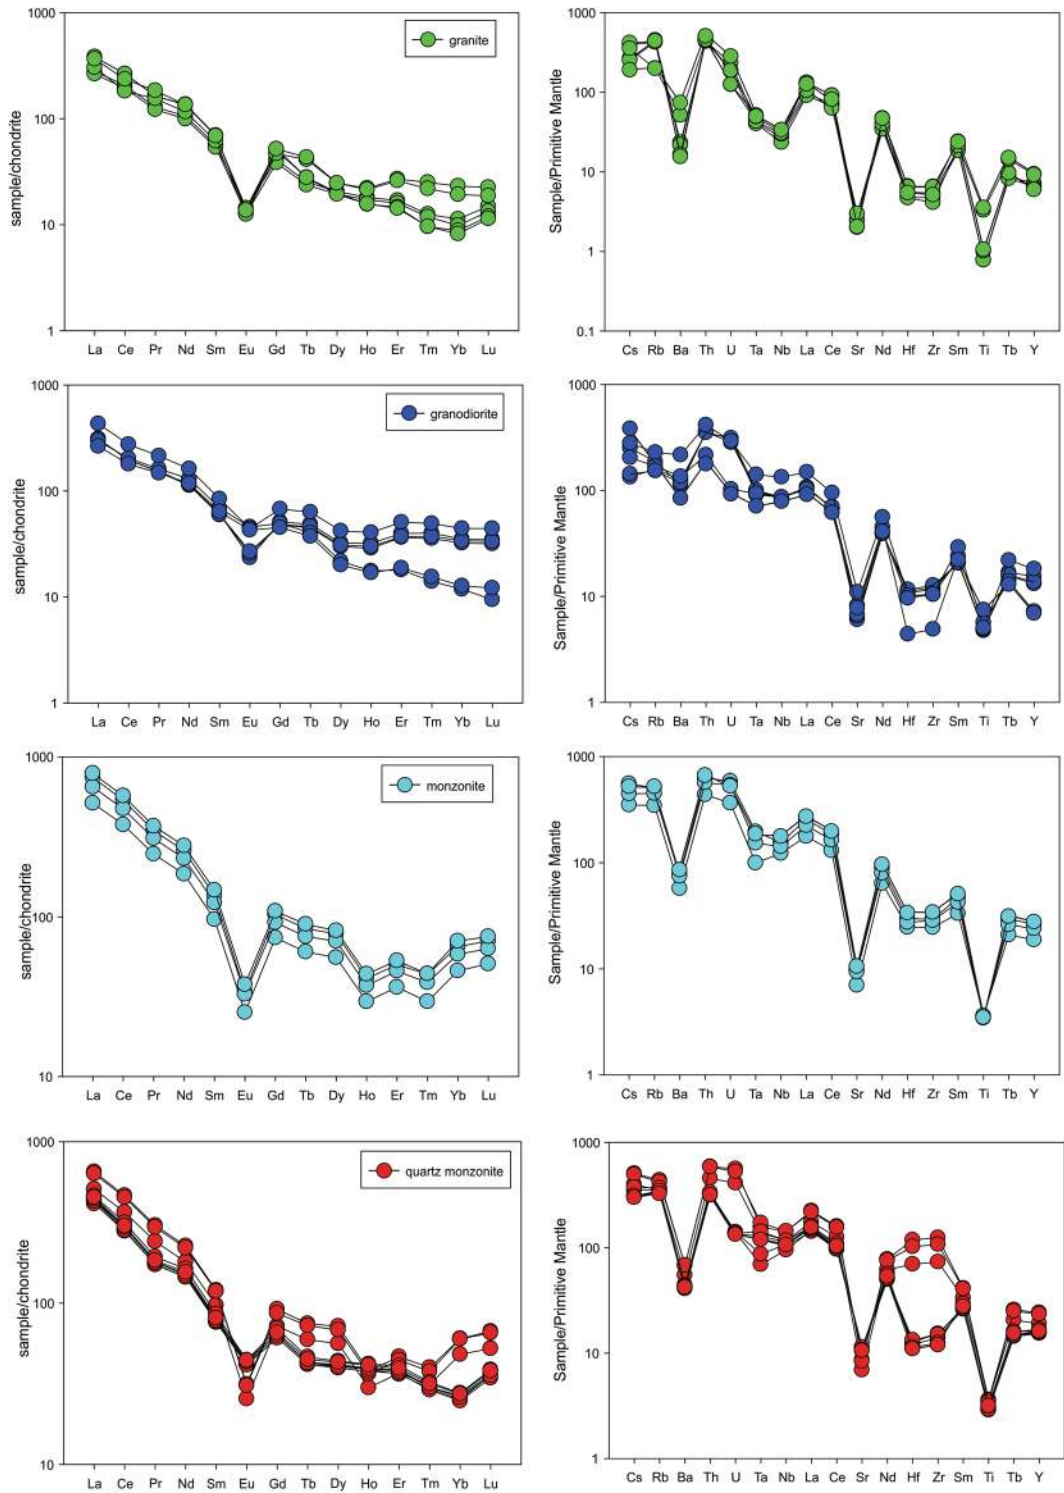 1000
100
10
1
sample/chondrite
granite
La Ce Pr Nd Sm Eu Gd Tb Dy Ho Er Tm Yb Lu
1000
100
10
1
0.1
Sample/Primitive Mantle
Cs Rb Ba Th U Ta Nb La Ce Sr Nd Hf Zr Sm Ti Tb Y
1000
100
10
1
sample/chondrite
granodiorite
La Ce Pr Nd Sm Eu Gd Tb Dy Ho Er Tm Yb Lu
1000
100
10
1
Sample/Primitive Mantle
Cs Rb Ba Th U Ta Nb La Ce Sr Nd Hf Zr Sm Ti Tb Y
1000
100
10
sample/chondrite
monzonite
La Ce Pr Nd Sm Eu Gd Tb Dy Ho Er Tm Yb Lu
1000
100
10
1
Sample/Primitive Mantle
Cs Rb Ba Th U Ta Nb La Ce Sr Nd Hf Zr Sm Ti Tb Y
1000
100
10
sample/chondrite
quartz monzonite
La Ce Pr Nd Sm Eu Gd Tb Dy Ho Er Tm Yb Lu
1000
100
10
1
Sample/Primitive Mantle
Cs Rb Ba Th U Ta Nb La Ce Sr Nd Hf Zr Sm Ti Tb Y